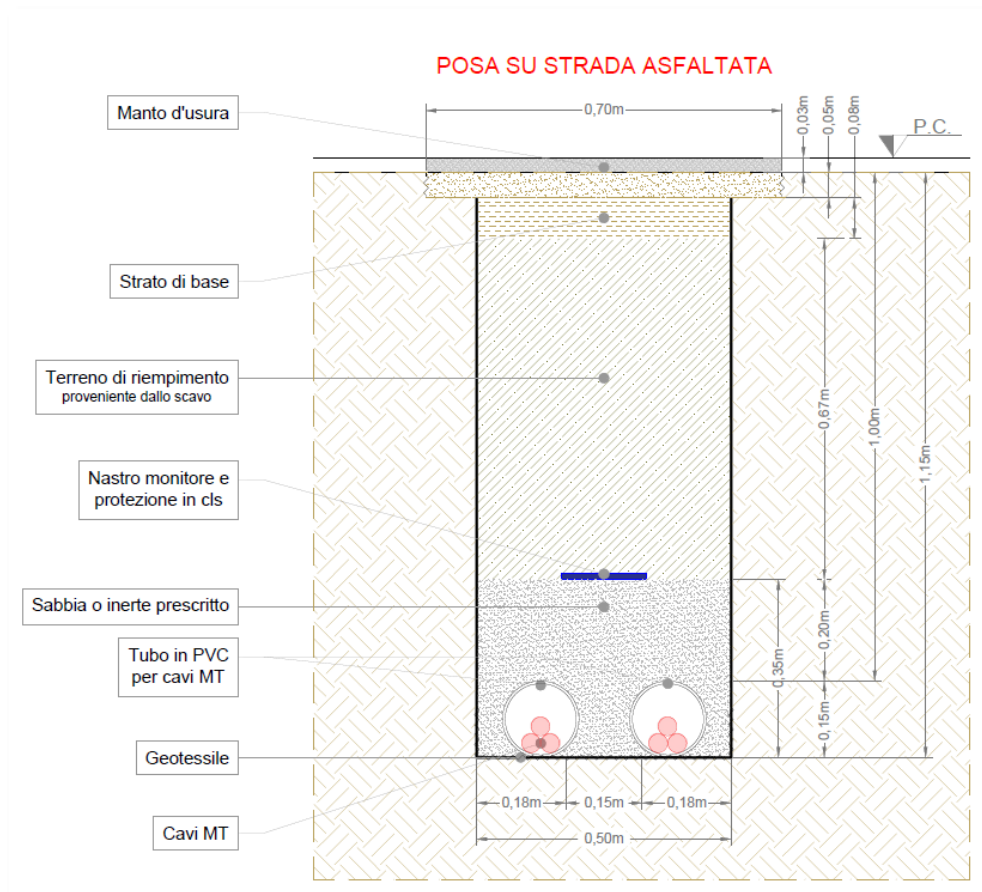 POSA SU STRADA ASFALTATA
Manto d'usura
0,70m
0,03m
0,05m
0,08m
P.C.
Strato di base
Terreno di riempimento
proveniente dallo scavo
0,67m
1,00m
1,15m
Nastro monitore e
protezione in cls
Sabbia o inerte prescritto
0,20m
0,35m
Tubo in PVC
per cavi MT
0,15m
Geotessile
0,18m
0,15m
0,18m
Cavi MT
0,50m